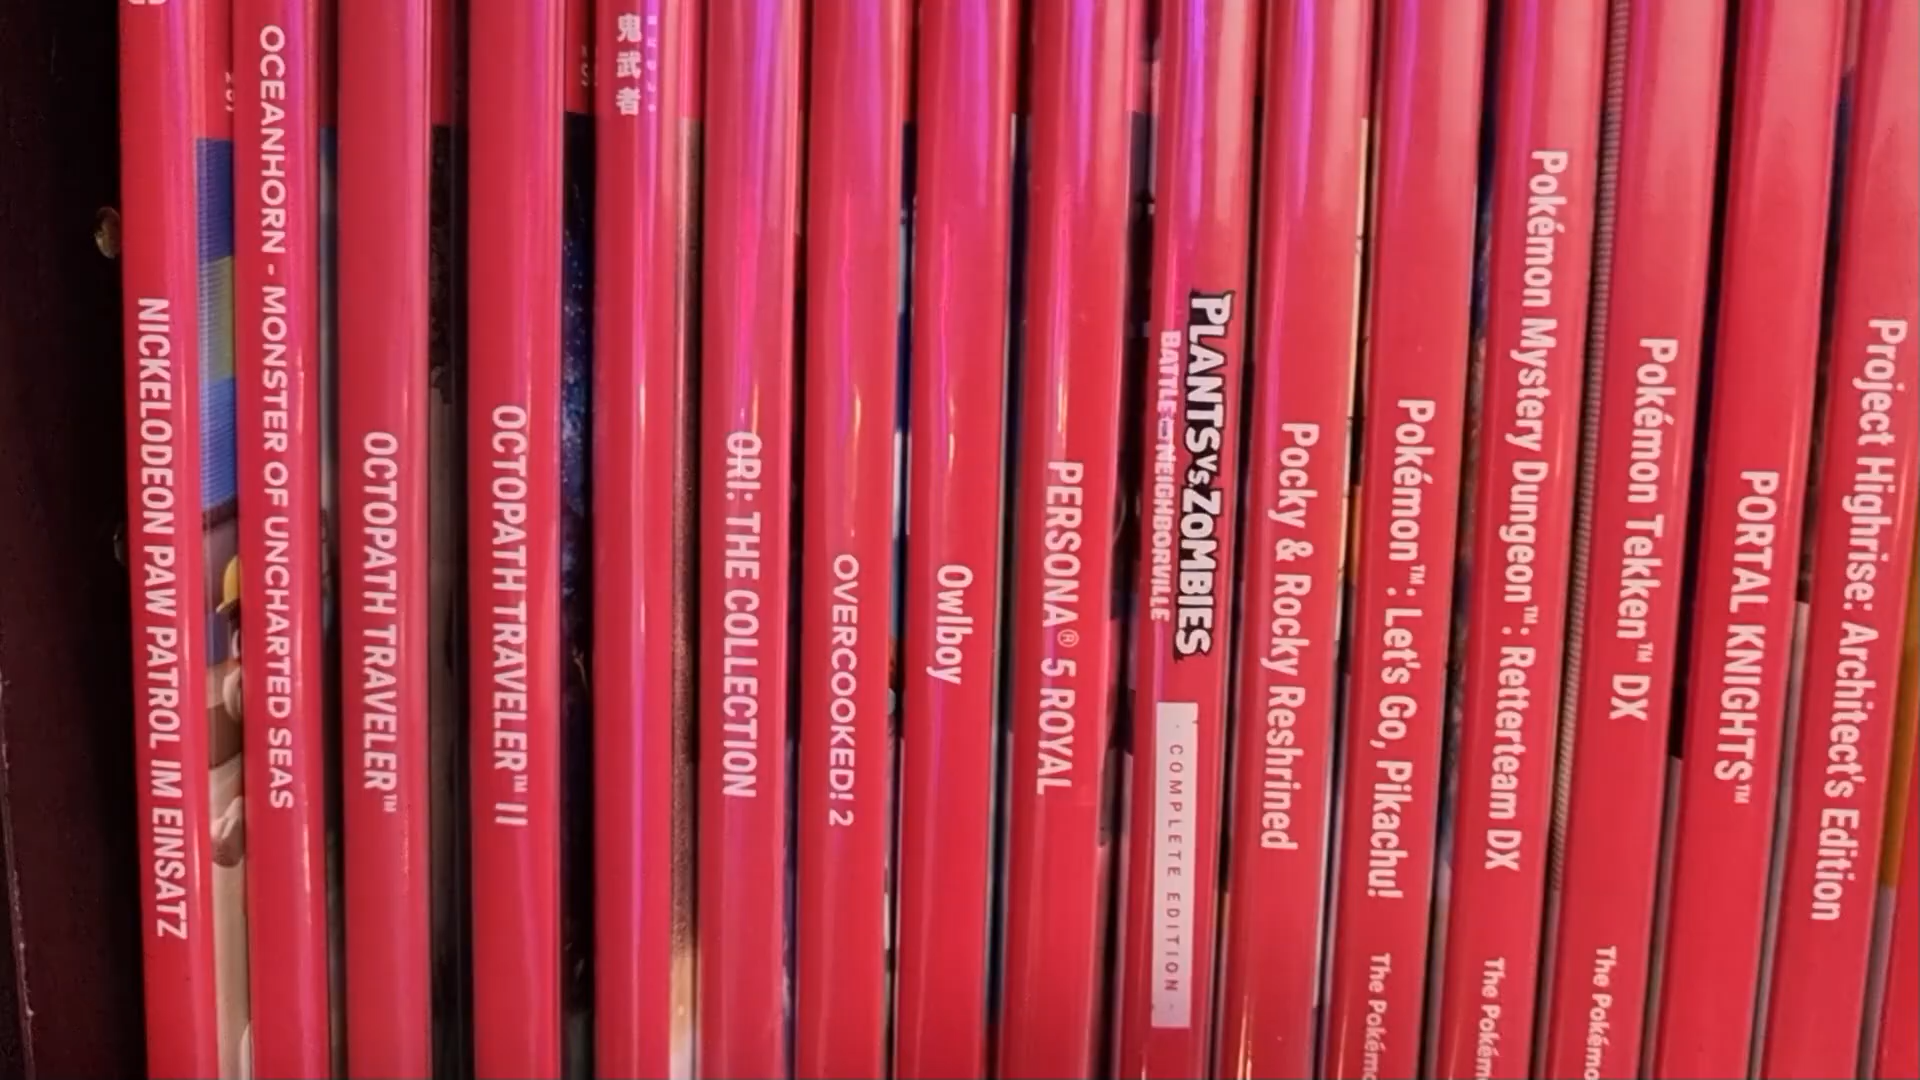 NICKELODEON PAW PATROL IM EINSATZ
OCEANHORN - MONSTER OF UNCHARTED SEAS
OCTOPATH TRAVELER™
OCTOPATH TRAVELER™ II
鬼武者
ORI: THE COLLECTION
OVERCOOKED! 2
Owlboy
PERSONA® 5 ROYAL
PLANTS vs. ZOMBIES
BATTLE FOR NEIGHBORVILLE
· COMPLETE EDITION ·
Pocky & Rocky Reshrined
Pokémon™: Let's Go, Pikachu!
The Pokémo
Pokémon Mystery Dungeon™: Retterteam DX
The Pokém
Pokémon Tekken™ DX
The Pokémo
PORTAL KNIGHTS™
Project Highrise: Architect's Edition